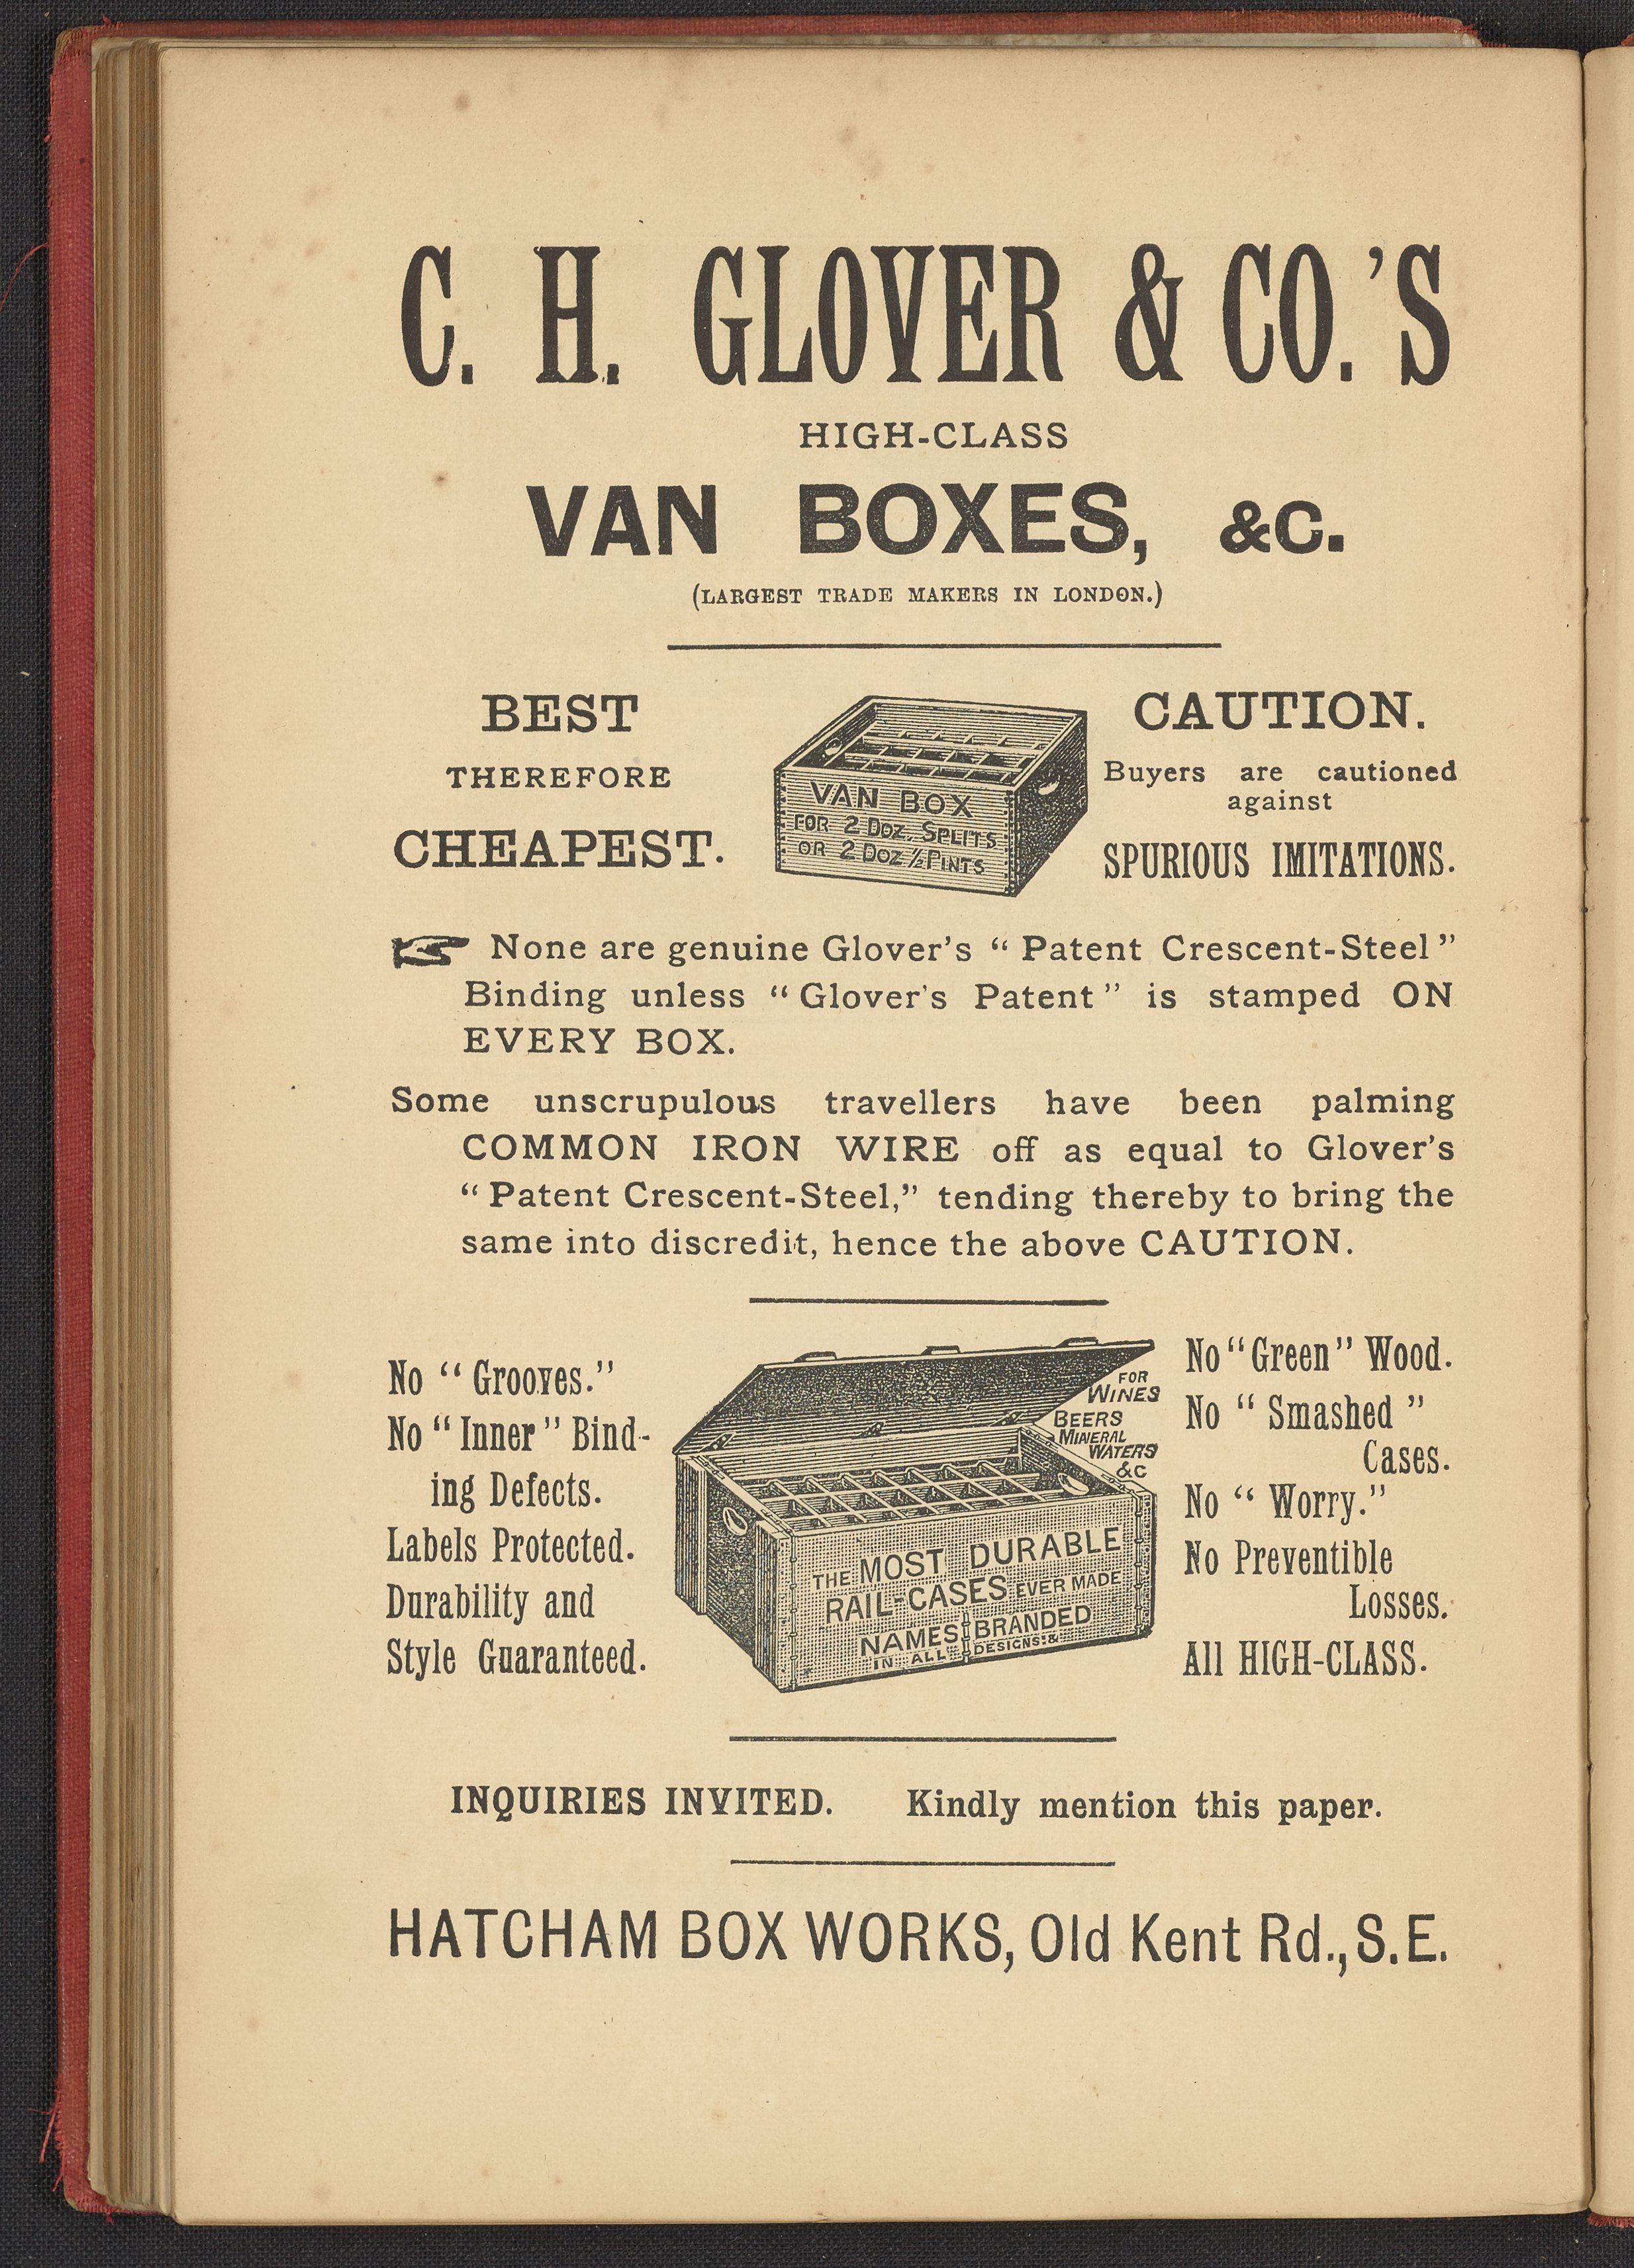 C. H. GLOVER & CO.'S
HIGH-CLASS
VAN BOXES, &C.
(LARGEST TRADE MAKERS IN LONDON.)
BEST
THEREFORE
CHEAPEST.
VAN BOX
FOR 2 DOZ. SPLITS
OR 2 DOZ ½ PINTS
CAUTION.
Buyers are cautioned
against
SPURIOUS IMITATIONS.
☞ None are genuine Glover's “Patent Crescent-Steel”
Binding unless “Glover's Patent” is stamped ON
EVERY BOX.
Some unscrupulous travellers have been palming
COMMON IRON WIRE off as equal to Glover's
“Patent Crescent-Steel,” tending thereby to bring the
same into discredit, hence the above CAUTION.
No “Grooves.”
No “Inner” Bind-
ing Defects.
Labels Protected.
Durability and
Style Guaranteed.
FOR
WINES
BEERS
MINERAL
WATERS
&C
THE MOST DURABLE
RAIL-CASES EVER MADE
NAMES BRANDED
IN ALL DESIGNS &
No “Green” Wood.
No “Smashed”
Cases.
No “Worry.”
No Preventible
Losses.
All HIGH-CLASS.
INQUIRIES INVITED. Kindly mention this paper.
HATCHAM BOX WORKS, Old Kent Rd., S.E.